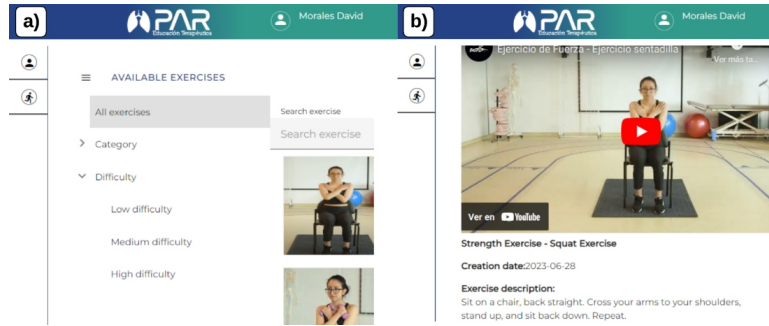 a)
PAR
Educación Terapéutica
Morales David
AVAILABLE EXERCISES
All exercises
Search exercise
Search exercise
Category
Difficulty
Low difficulty
Medium difficulty
High difficulty
b)
PAR
Educación Terapéutica
Morales David
Ejercicio de Fuerza - Ejercicio sentadilla
Ver más ta...
Ver en YouTube
Strength Exercise - Squat Exercise
Creation date:2023-06-28
Exercise description:
Sit on a chair, back straight. Cross your arms to your shoulders,
stand up, and sit back down. Repeat.